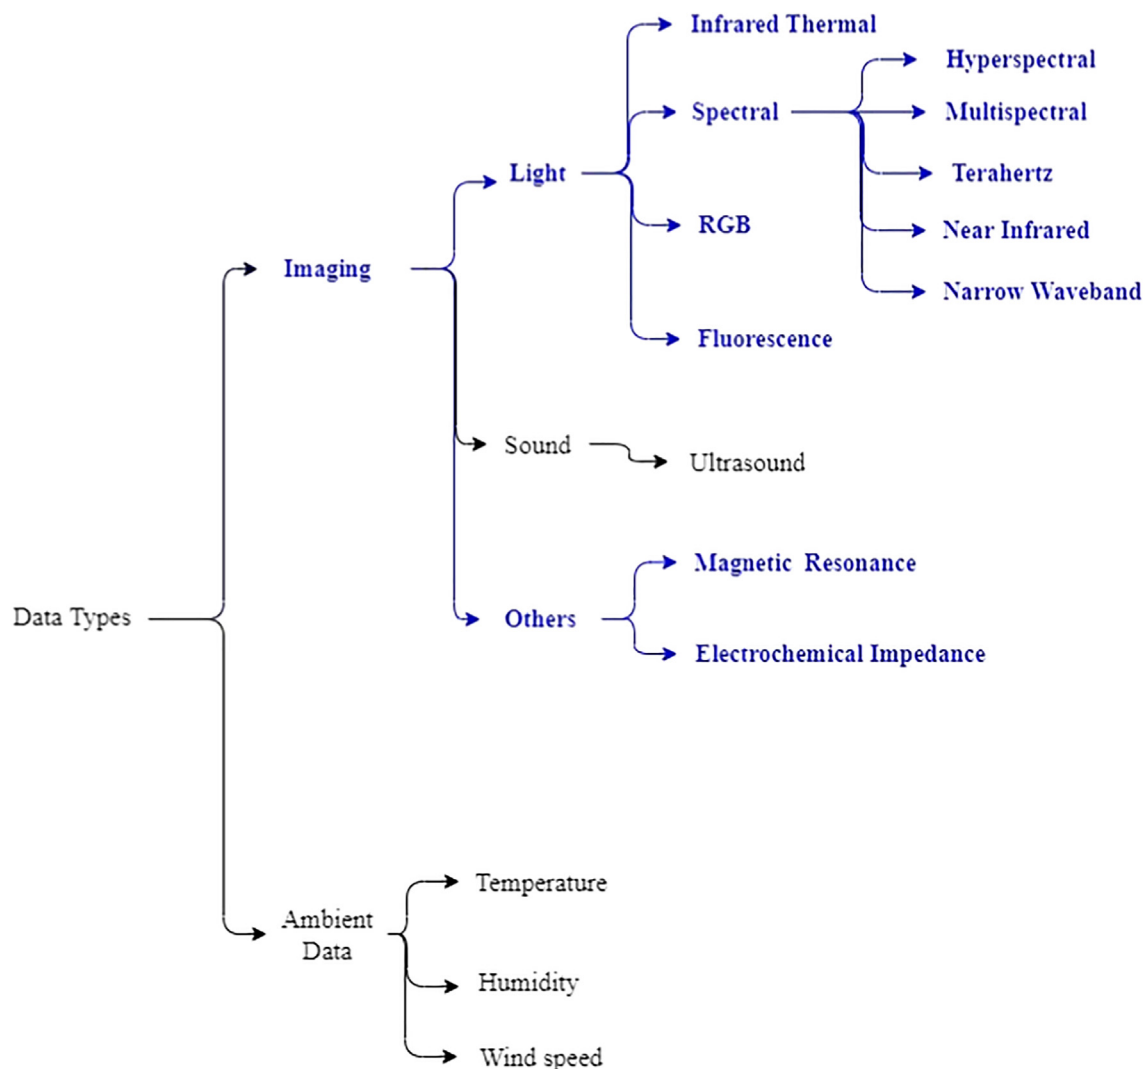 Infrared Thermal
Hyperspectral
Spectral
Multispectral
Light
Terahertz
RGB
Near Infrared
Imaging
Narrow Waveband
Fluorescence
Sound
Ultrasound
Magnetic Resonance
Data Types
Others
Electrochemical Impedance
Temperature
Ambient
Data
Humidity
Wind speed